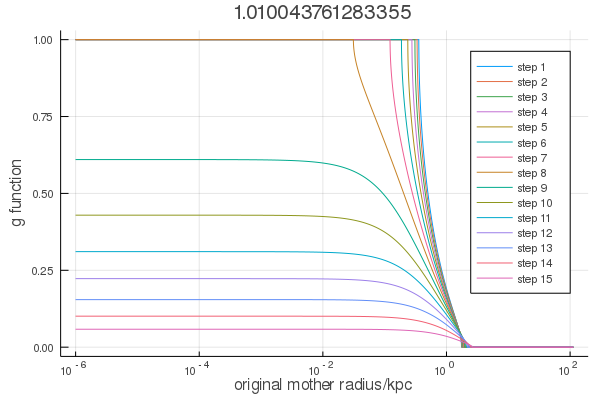 1.010043761283355
1.00
0.75
0.50
0.25
0.00
g function
10⁻⁶
10⁻⁴
10⁻²
10⁰
10²
original mother radius/kpc
step 1
step 2
step 3
step 4
step 5
step 6
step 7
step 8
step 9
step 10
step 11
step 12
step 13
step 14
step 15